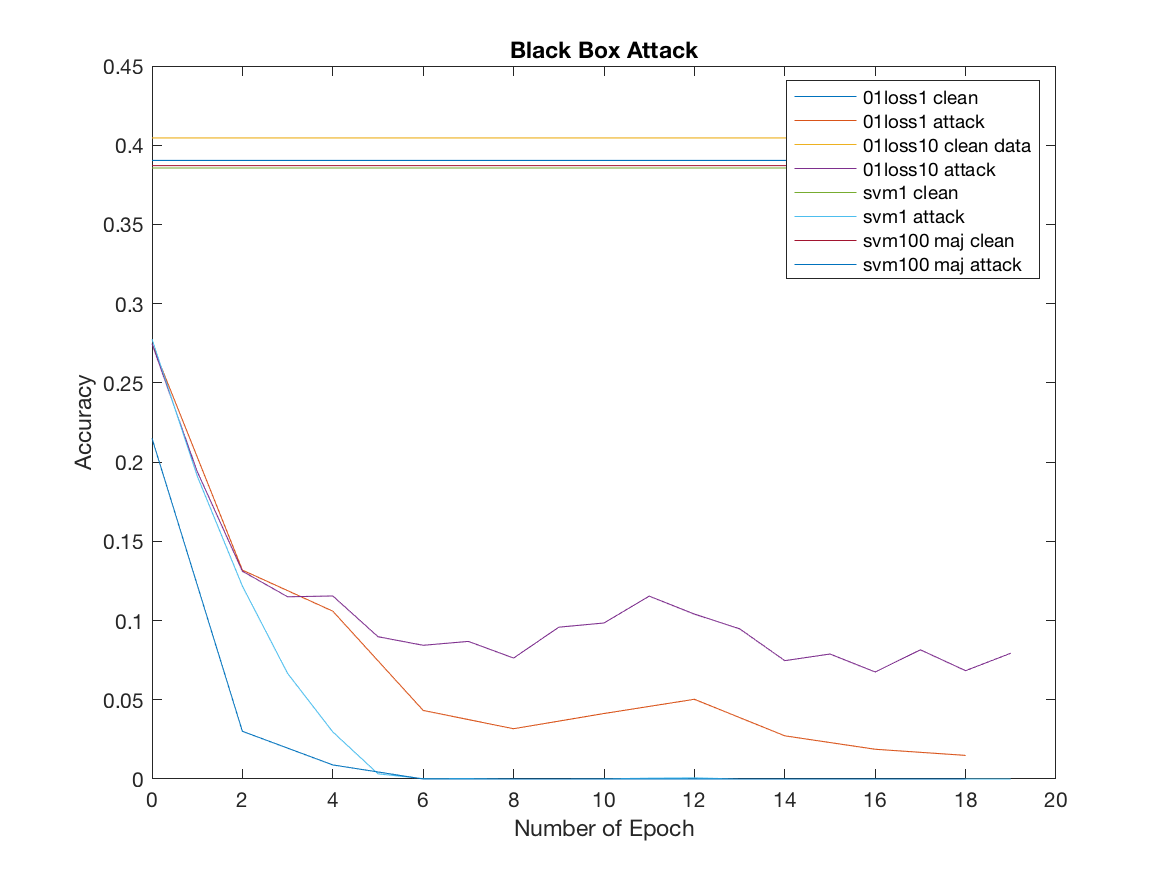 Black Box Attack
0.45
0.4
0.35
0.3
0.25
0.2
0.15
0.1
0.05
0
Accuracy
01loss1 clean
01loss1 attack
01loss10 clean data
01loss10 attack
svm1 clean
svm1 attack
svm100 maj clean
svm100 maj attack
0 2 4 6 8 10 12 14 16 18 20
Number of Epoch